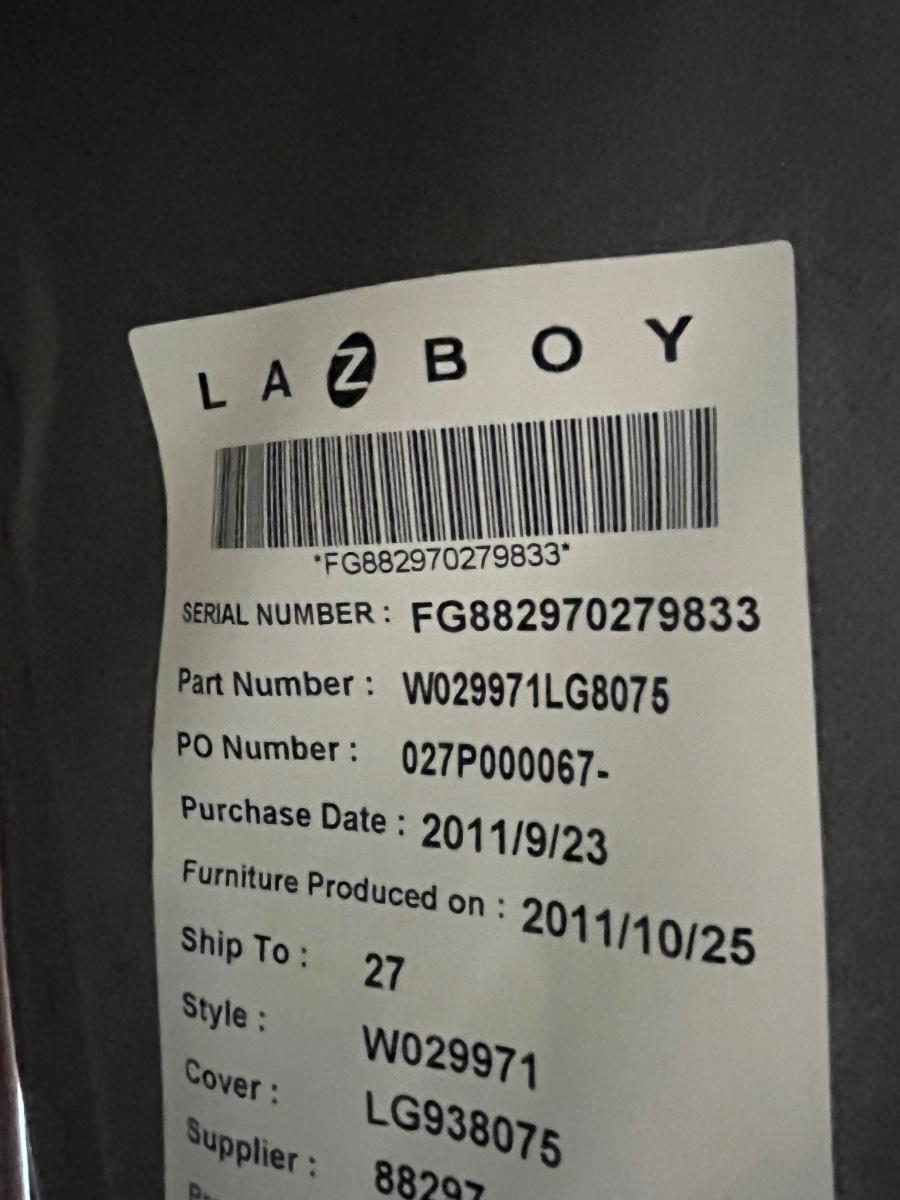 LAZBOY
*FG882970279833*
SERIAL NUMBER : FG882970279833
Part Number : W029971LG8075
PO Number : 027P000067-
Purchase Date : 2011/9/23
Furniture Produced on : 2011/10/25
Ship To : 27
Style : W029971
Cover : LG938075
Supplier : 88297